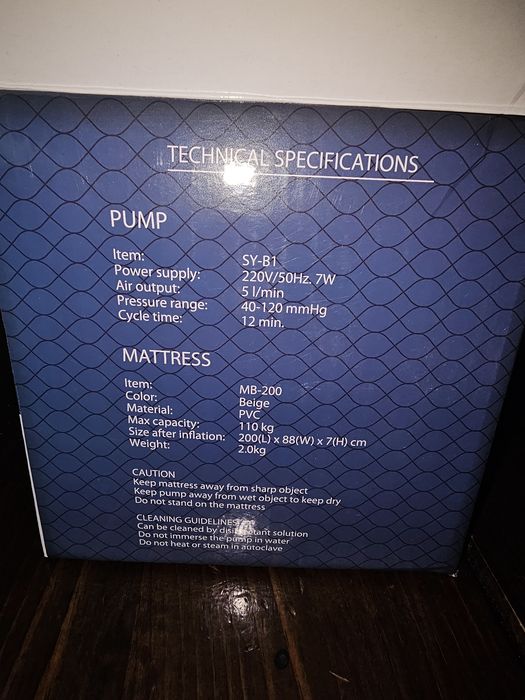 TECHNICAL SPECIFICATIONS
PUMP
Item: SY-B1
Power supply: 220V/50Hz. 7W
Air output: 5 l/min
Pressure range: 40-120 mmHg
Cycle time: 12 min.
MATTRESS
Item: MB-200
Color: Beige
Material: PVC
Max capacity: 110 kg
Size after inflation: 200(L) x 88(W) x 7(H) cm
Weight: 2.0kg
CAUTION
Keep mattress away from sharp object
Keep pump away from wet object to keep dry
Do not stand on the mattress
CLEANING GUIDELINES
Can be cleaned by disinfectant solution
Do not immerse the pump in water
Do not heat or steam in autoclave